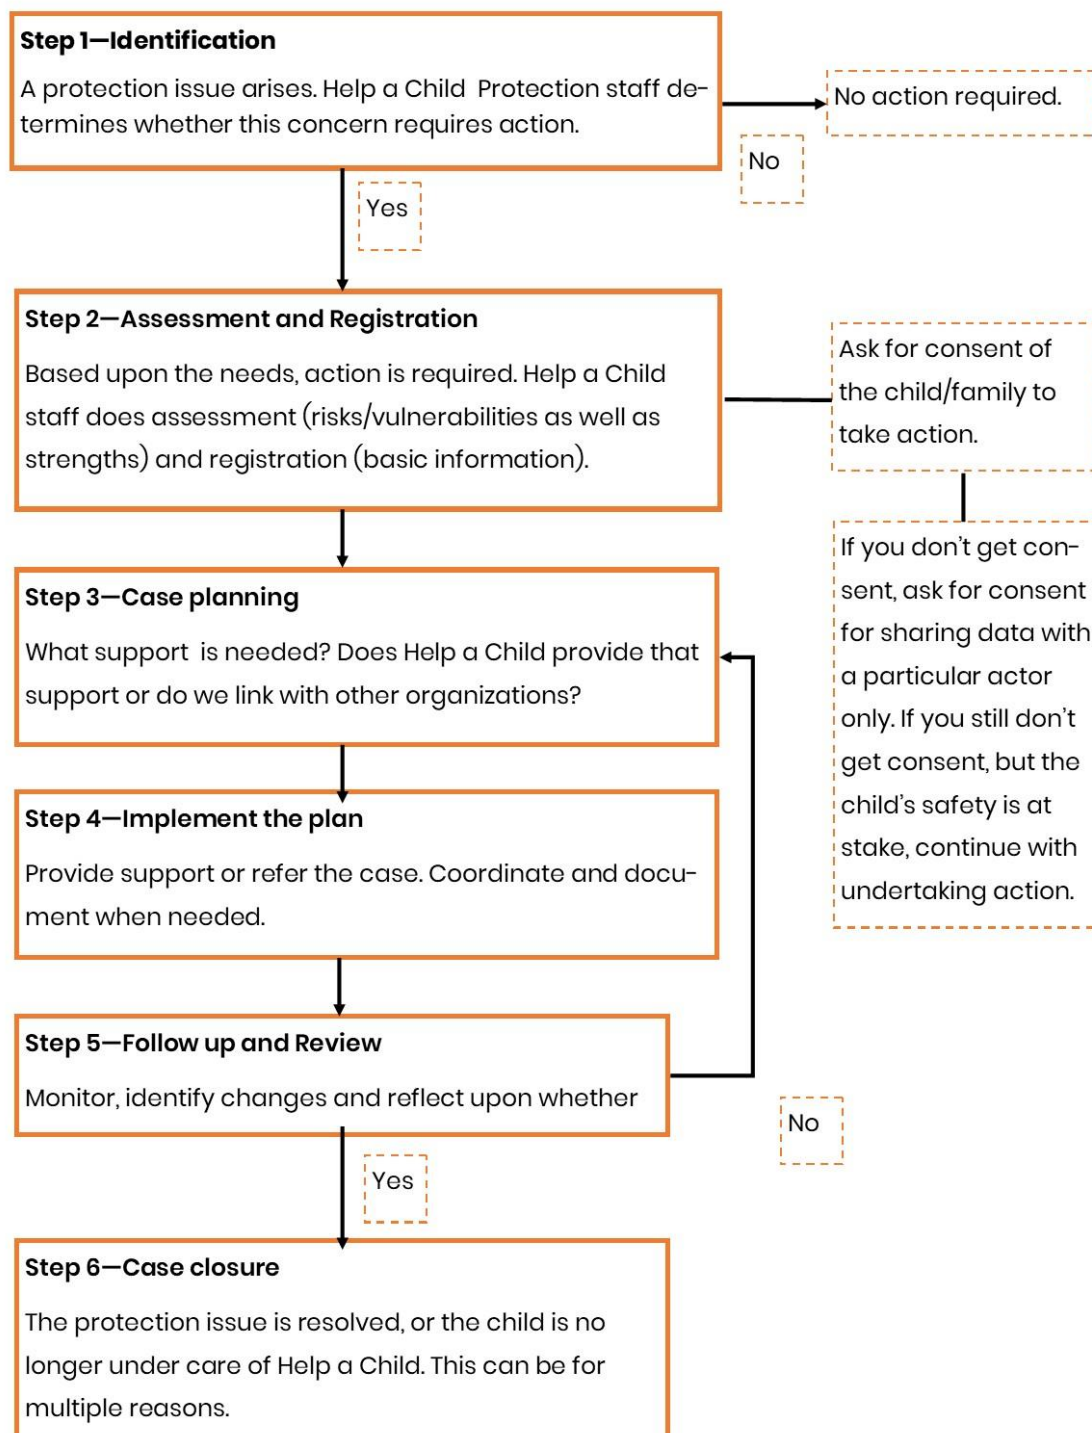 Step 1—Identification
A protection issue arises. Help a Child  Protection staff de-
termines whether this concern requires action.
No action required.
No
Yes
Step 2—Assessment and Registration
Based upon the needs, action is required. Help a Child
staff does assessment (risks/vulnerabilities as well as
strengths) and registration (basic information).
Ask for consent of
the child/family to
take action.
If you don’t get con-
sent, ask for consent
for sharing data with
a particular actor
only. If you still don’t
get consent, but the
child’s safety is at
stake, continue with
undertaking action.
Step 3—Case planning
What support  is needed? Does Help a Child provide that
support or do we link with other organizations?
Step 4—Implement the plan
Provide support or refer the case. Coordinate and docu-
ment when needed.
Step 5—Follow up and Review
Monitor, identify changes and reflect upon whether
No
Yes
Step 6—Case closure
The protection issue is resolved, or the child is no
longer under care of Help a Child. This can be for
multiple reasons.